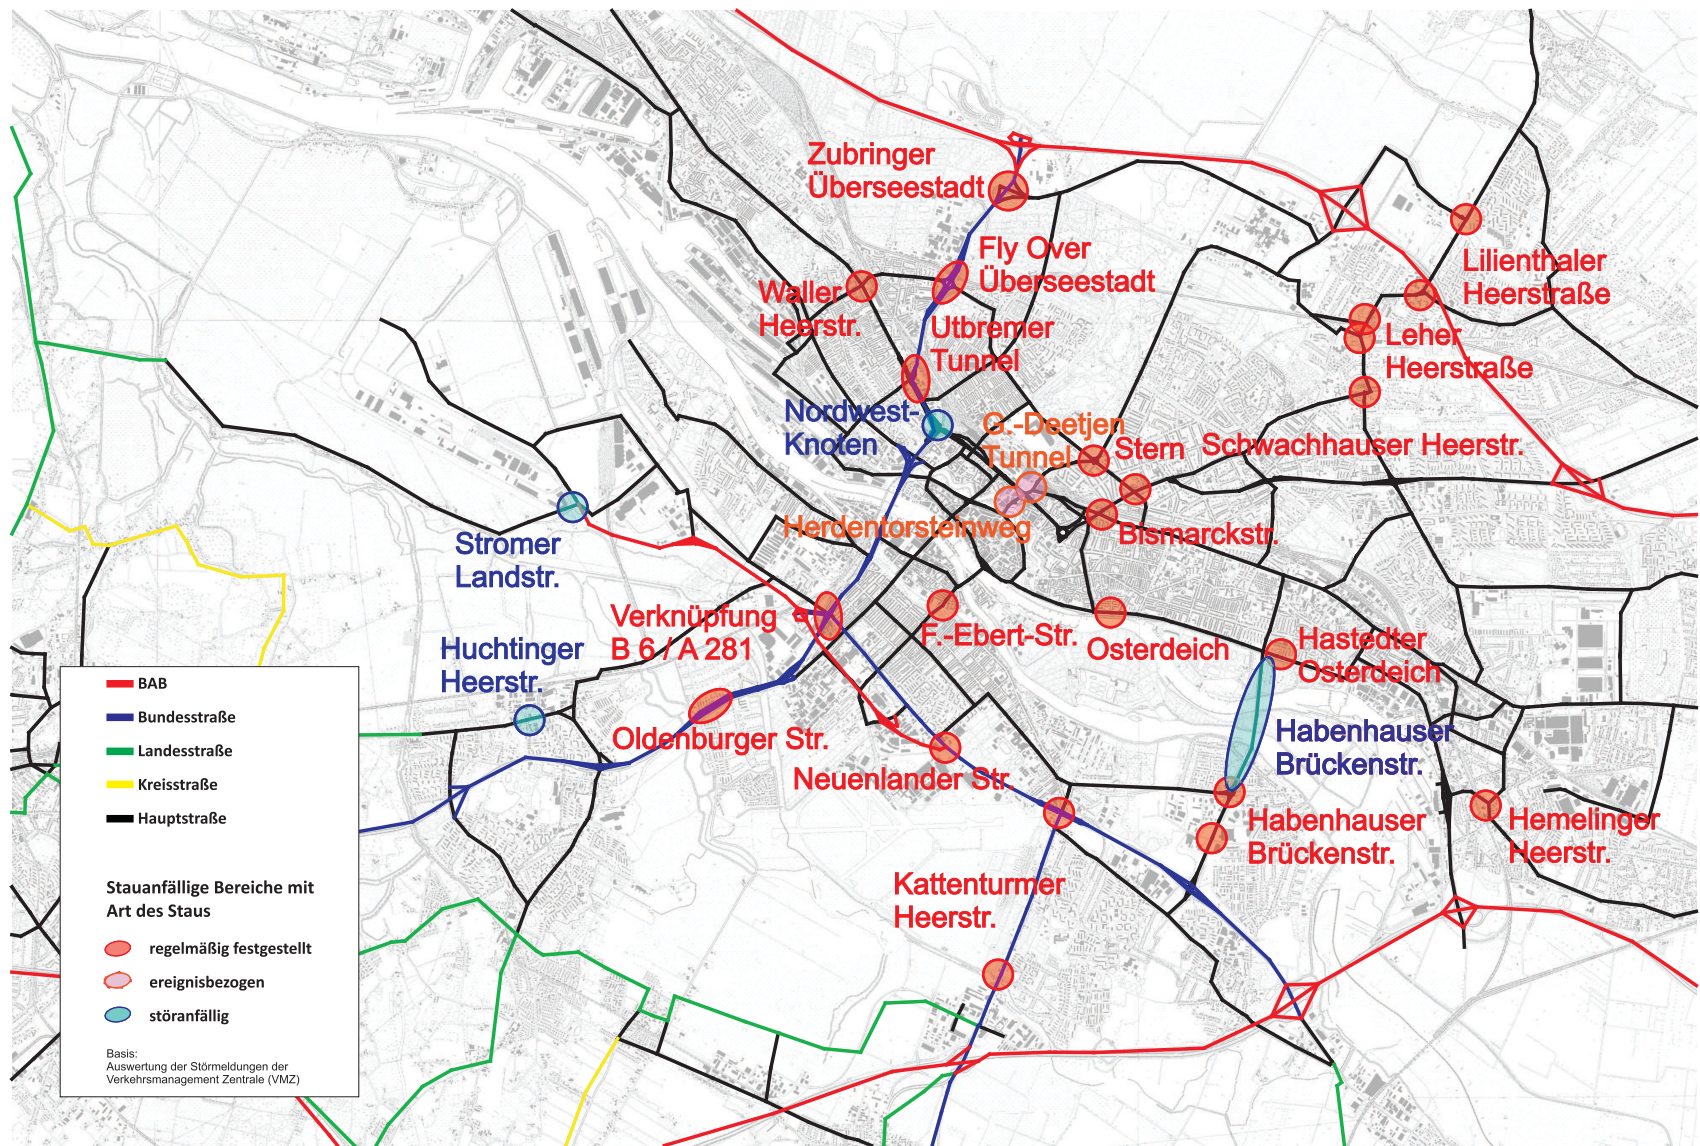 Zubringer
Überseestadt
Fly Over
Überseestadt
Lilienthaler
Heerstraße
Waller
Heerstr.
Utbremer
Tunnel
Leher
Heerstraße
Nordwest-
Knoten
G.-Deetjen
Tunnel
Stern
Schwachhauser Heerstr.
Herdentorsteinweg
Bismarckstr.
Stromer
Landstr.
Verknüpfung
B 6 / A 281
F.-Ebert-Str.
Osterdeich
Hastedter
Osterdeich
Huchtinger
Heerstr.
Oldenburger Str.
Neuenlander Str.
Habenhauser
Brückenstr.
Habenhauser
Brückenstr.
Hemelinger
Heerstr.
Kattenturmer
Heerstr.
BAB
Bundesstraße
Landesstraße
Kreisstraße
Hauptstraße
Stauanfällige Bereiche mit
Art des Staus
regelmäßig festgestellt
ereignisbezogen
störanfällig
Basis:
Auswertung der Störmeldungen der
Verkehrsmanagement Zentrale (VMZ)